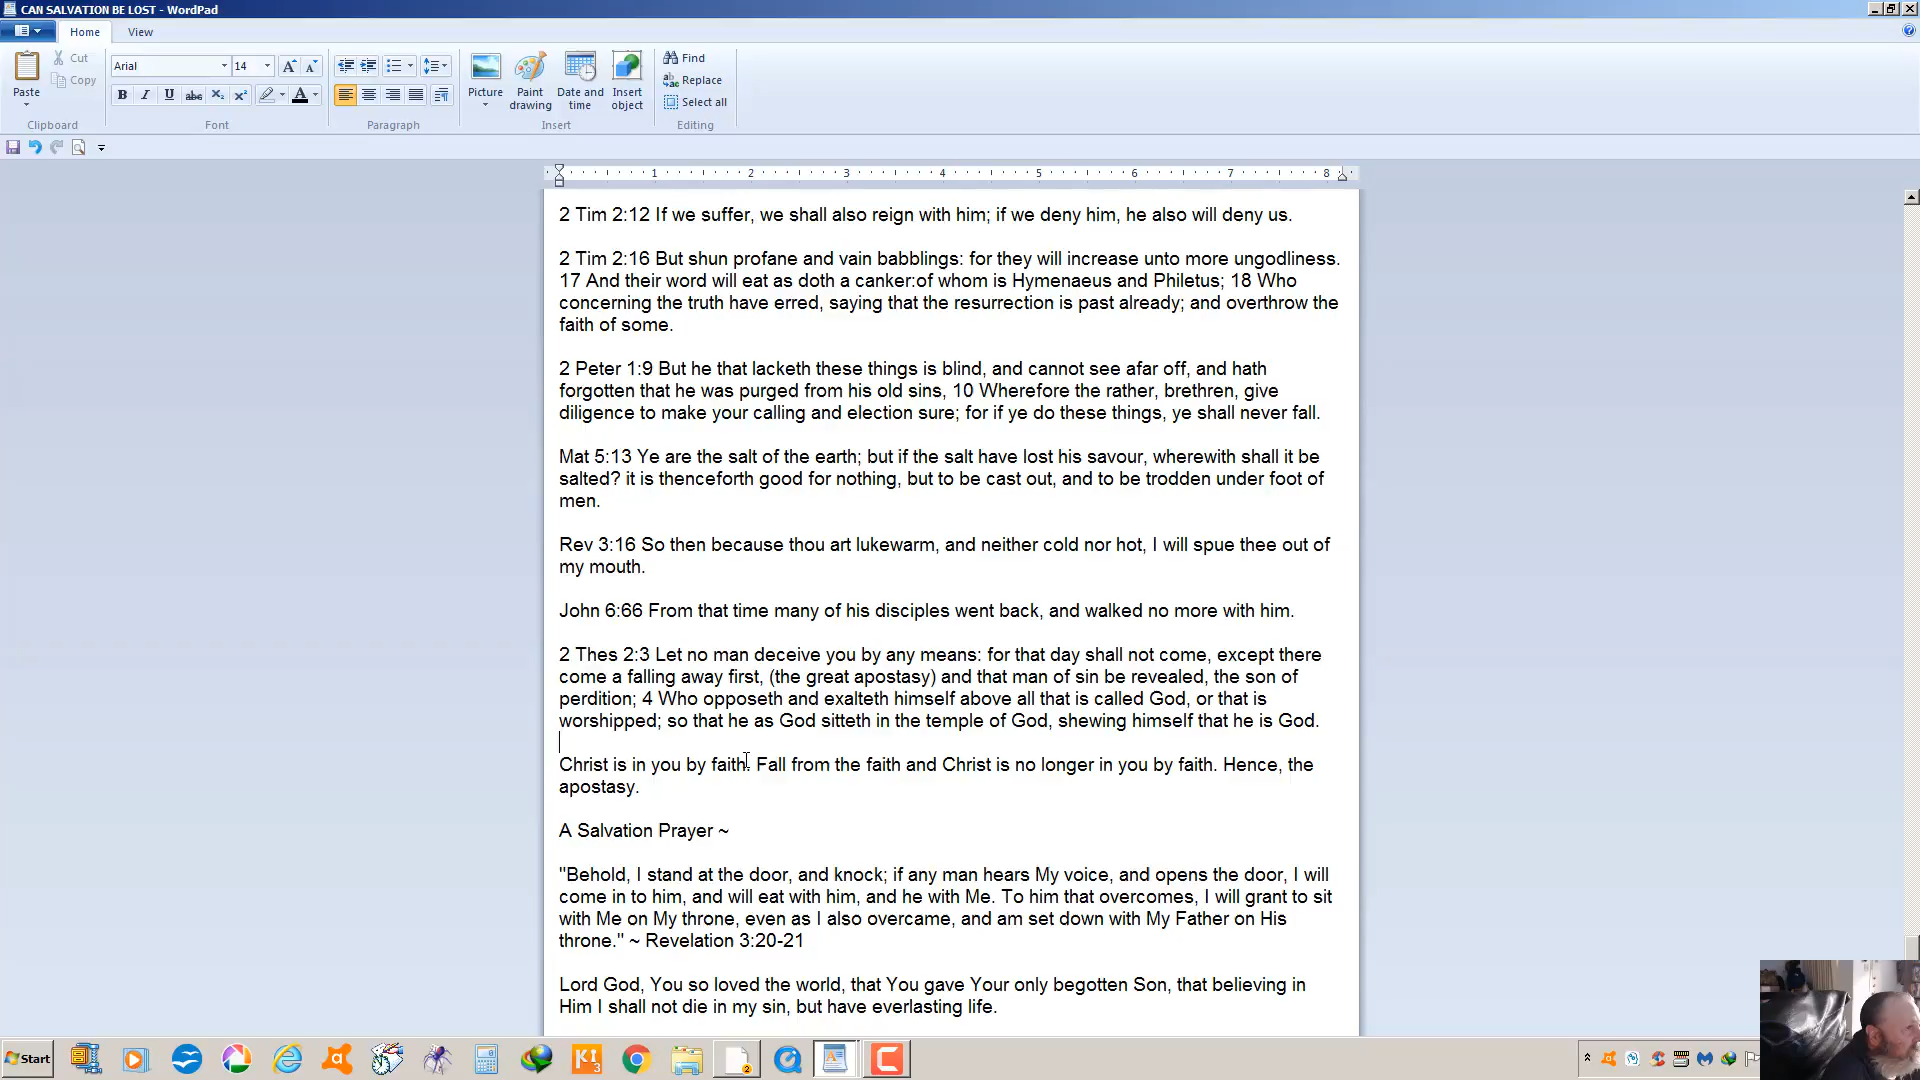 CAN SALVATION BE LOST - WordPad
Home View
Paste
Cut
Copy
Clipboard
Arial 14
B I U abc X₂ X² A
Font
Paragraph
Picture
Paint drawing
Date and time
Insert object
Insert
Find
Replace
Select all
Editing
1 2 3 4 5 6 7 8
2 Tim 2:12 If we suffer, we shall also reign with him; if we deny him, he also will deny us.
2 Tim 2:16 But shun profane and vain babblings: for they will increase unto more ungodliness.
17 And their word will eat as doth a canker:of whom is Hymenaeus and Philetus; 18 Who
concerning the truth have erred, saying that the resurrection is past already; and overthrow the
faith of some.
2 Peter 1:9 But he that lacketh these things is blind, and cannot see afar off, and hath
forgotten that he was purged from his old sins, 10 Wherefore the rather, brethren, give
diligence to make your calling and election sure; for if ye do these things, ye shall never fall.
Mat 5:13 Ye are the salt of the earth; but if the salt have lost his savour, wherewith shall it be
salted? it is thenceforth good for nothing, but to be cast out, and to be trodden under foot of
men.
Rev 3:16 So then because thou art lukewarm, and neither cold nor hot, I will spue thee out of
my mouth.
John 6:66 From that time many of his disciples went back, and walked no more with him.
2 Thes 2:3 Let no man deceive you by any means: for that day shall not come, except there
come a falling away first, (the great apostasy) and that man of sin be revealed, the son of
perdition; 4 Who opposeth and exalteth himself above all that is called God, or that is
worshipped; so that he as God sitteth in the temple of God, shewing himself that he is God.
Christ is in you by faith. Fall from the faith and Christ is no longer in you by faith. Hence, the
apostasy.
A Salvation Prayer ~
"Behold, I stand at the door, and knock; if any man hears My voice, and opens the door, I will
come in to him, and will eat with him, and he with Me. To him that overcomes, I will grant to sit
with Me on My throne, even as I also overcame, and am set down with My Father on His
throne." ~ Revelation 3:20-21
Lord God, You so loved the world, that You gave Your only begotten Son, that believing in
Him I shall not die in my sin, but have everlasting life.
Start